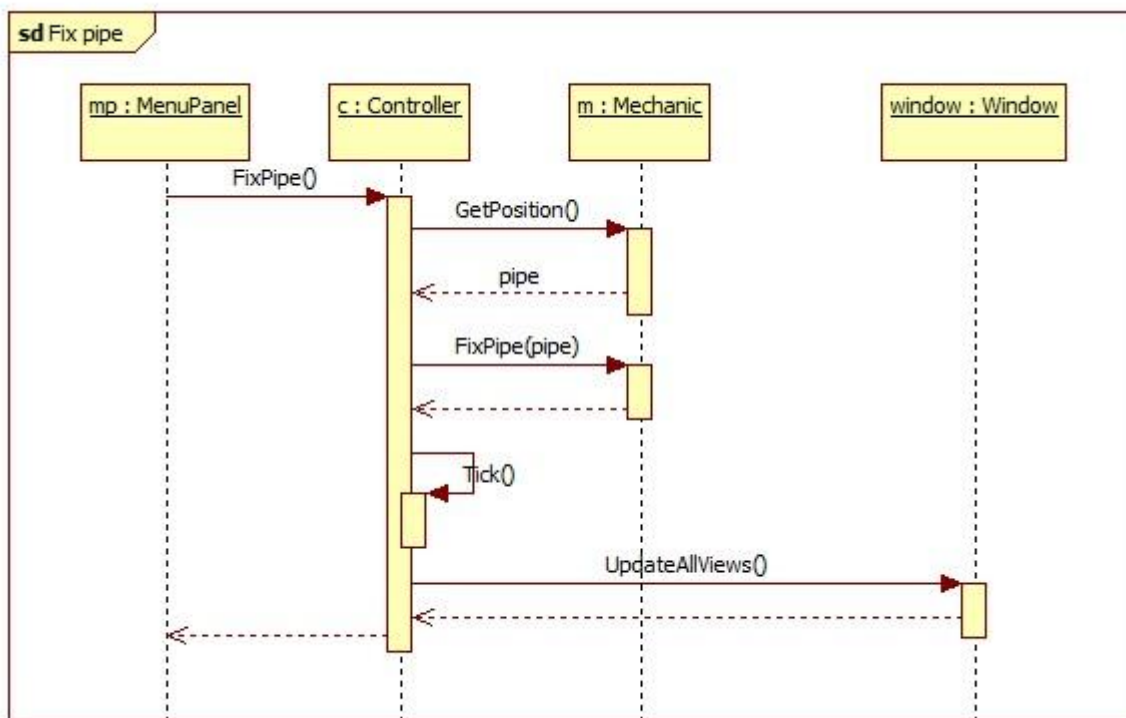 sd Fix pipe
mp : MenuPanel
c : Controller
m : Mechanic
window : Window
FixPipe()
GetPosition()
pipe
FixPipe(pipe)
Tick()
UpdateAllViews()